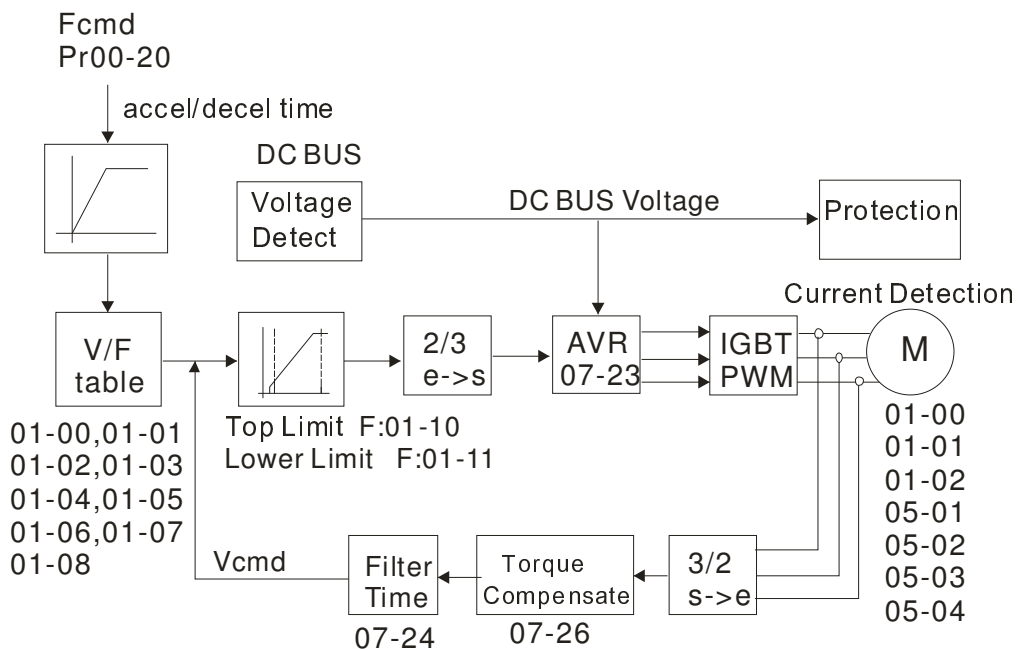 Fcmd
Pr00-20
accel/decel time
DC BUS
Voltage
Detect
DC BUS Voltage
Protection
Current Detection
V/F
table
2/3
e->s
AVR
07-23
IGBT
PWM
M
01-00,01-01
01-02,01-03
01-04,01-05
01-06,01-07
01-08
Top Limit F:01-10
Lower Limit F:01-11
01-00
01-01
01-02
05-01
05-02
05-03
05-04
Vcmd
Filter
Time
07-24
Torque
Compensate
07-26
3/2
s->e